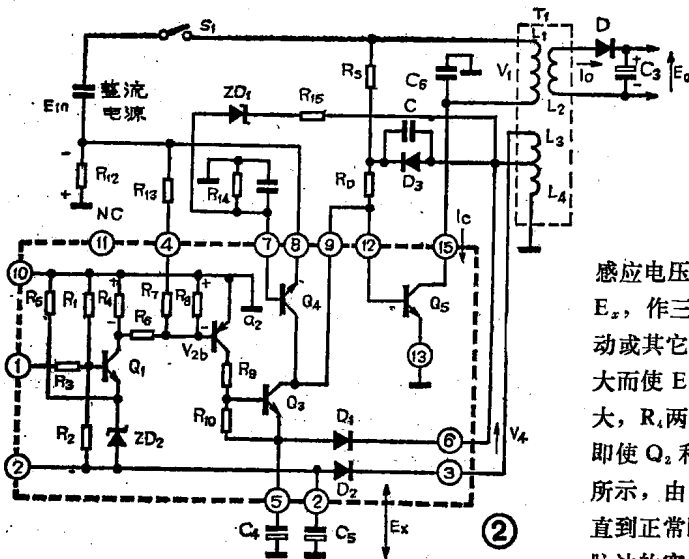 S₁
T₁
L₁
D
R₅
C₆
V₁
I₀
C₃
E₀
整流
电源
E1n
ZD₁
R₁₅
L₂
C
L₃
R₁₂
R₁₃
R₁₄
R_D
D₃
L₄
NC
Ic
11
4
7
8
9
12
15
10
R₅
R₁
R₄
R₇
R₈
Q₂
Q₄
Q₅
R₆
V₂b
13
1
R₃
Q₁
R₉
Q₃
R₂
ZD₂
R₁₀
D₁
6
V₄
2
D₂
3
5
2
C₄
C₅
Eₓ
②
感应电压
Eₓ，作三
动或其它
大而使 E
大，R₄两
即使 Q₂ 和
所示，由
直到正常